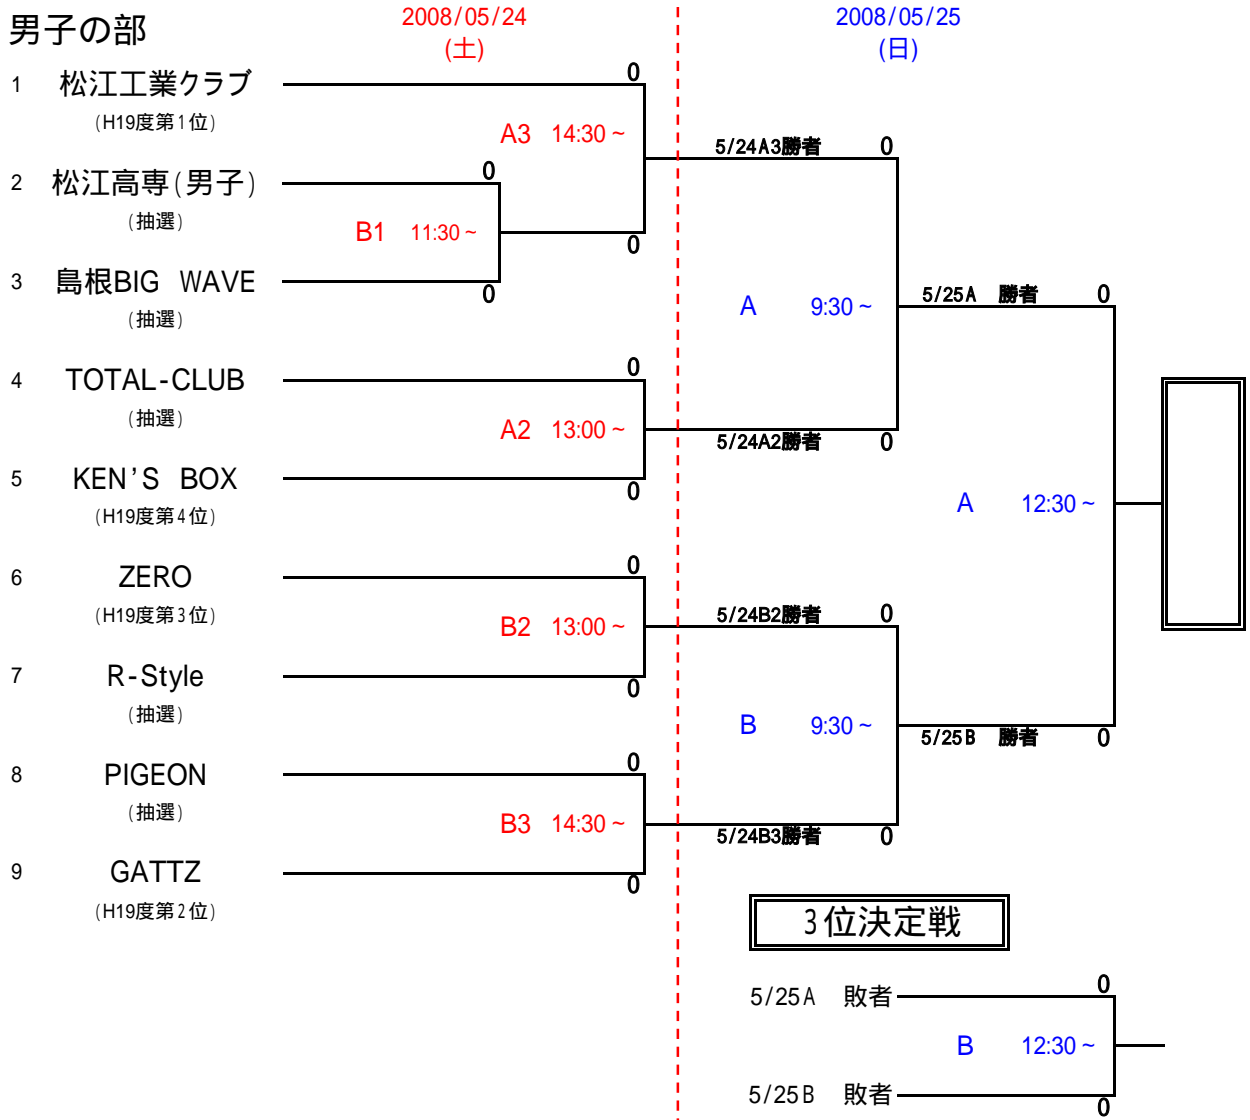 男子の部
2008/05/24
(土)
2008/05/25
(日)
1 松江工業クラブ 0
(H19度第1位)
A3 14:30～
5/24A3勝者 0
2 松江高専(男子) 0
(抽選)
B1 11:30～
0
3 島根BIG WAVE 0
(抽選)
A 9:30～
5/25A 勝者 0
4 TOTAL-CLUB 0
(抽選)
A2 13:00～
5/24A2勝者 0
5 KEN'S BOX 0
(H19度第4位)
A 12:30～
6 ZERO 0
(H19度第3位)
B2 13:00～
5/24B2勝者 0
7 R-Style 0
(抽選)
B 9:30～
5/25B 勝者 0
8 PIGEON 0
(抽選)
B3 14:30～
5/24B3勝者 0
9 GATTZ 0
(H19度第2位)
3位決定戦
5/25A 敗者 0
B 12:30～
5/25B 敗者 0